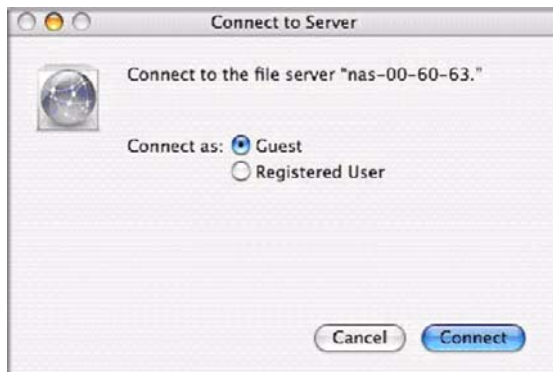 Connect to Server
Connect to the file server "nas-00-60-63."
Connect as: Guest
Registered User
Cancel Connect